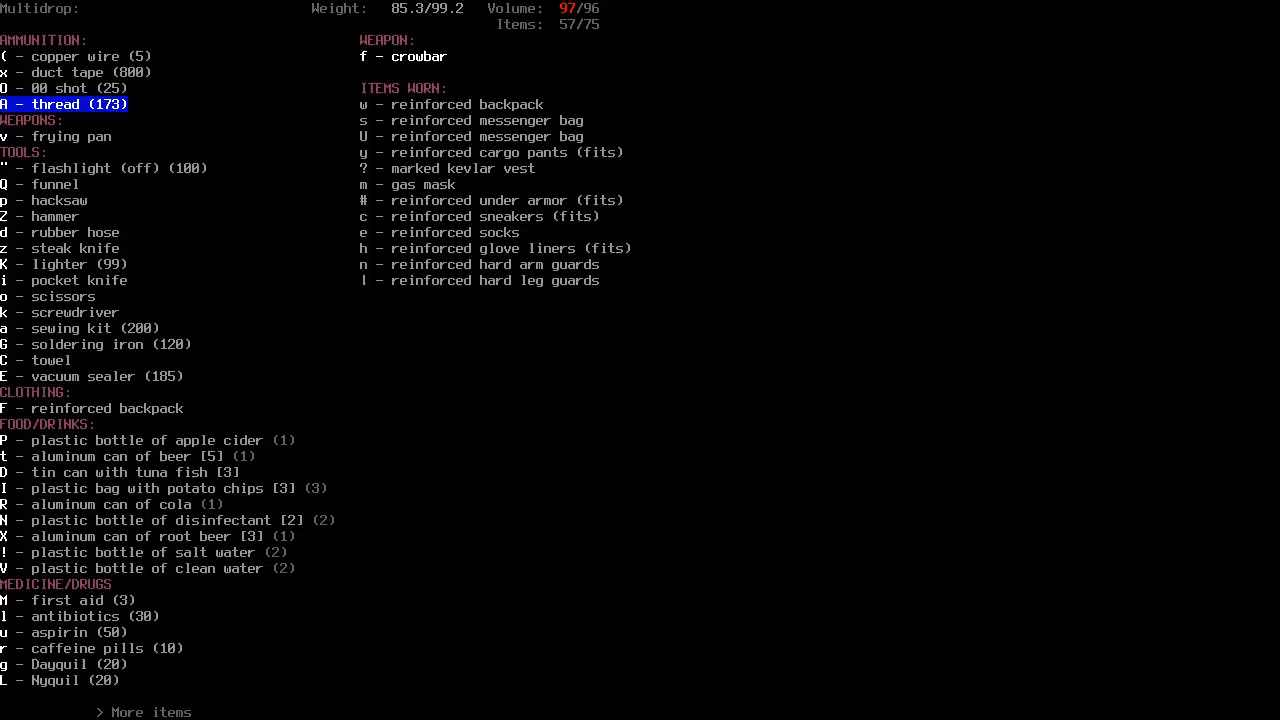 Multidrop: Weight: 85.3/99.2 Volume: 97/96
Items: 57/75
AMMUNITION:
( - copper wire (5)
x - duct tape (800)
O - 00 shot (25)
A - thread (173)
WEAPONS:
v - frying pan
TOOLS:
" - flashlight (off) (100)
Q - funnel
p - hacksaw
Z - hammer
d - rubber hose
z - steak knife
K - lighter (99)
i - pocket knife
o - scissors
k - screwdriver
a - sewing kit (200)
G - soldering iron (120)
C - towel
E - vacuum sealer (185)
CLOTHING:
F - reinforced backpack
FOOD/DRINKS:
P - plastic bottle of apple cider (1)
t - aluminum can of beer [5] (1)
D - tin can with tuna fish [3]
I - plastic bag with potato chips [3] (3)
R - aluminum can of cola (1)
N - plastic bottle of disinfectant [2] (2)
X - aluminum can of root beer [3] (1)
! - plastic bottle of salt water (2)
V - plastic bottle of clean water (2)
MEDICINE/DRUGS
M - first aid (3)
l - antibiotics (30)
u - aspirin (50)
r - caffeine pills (10)
g - Dayquil (20)
L - Nyquil (20)
> More items
WEAPON:
f - crowbar
ITEMS WORN:
w - reinforced backpack
s - reinforced messenger bag
U - reinforced messenger bag
y - reinforced cargo pants (fits)
? - marked kevlar vest
m - gas mask
# - reinforced under armor (fits)
c - reinforced sneakers (fits)
e - reinforced socks
h - reinforced glove liners (fits)
n - reinforced hard arm guards
| - reinforced hard leg guards